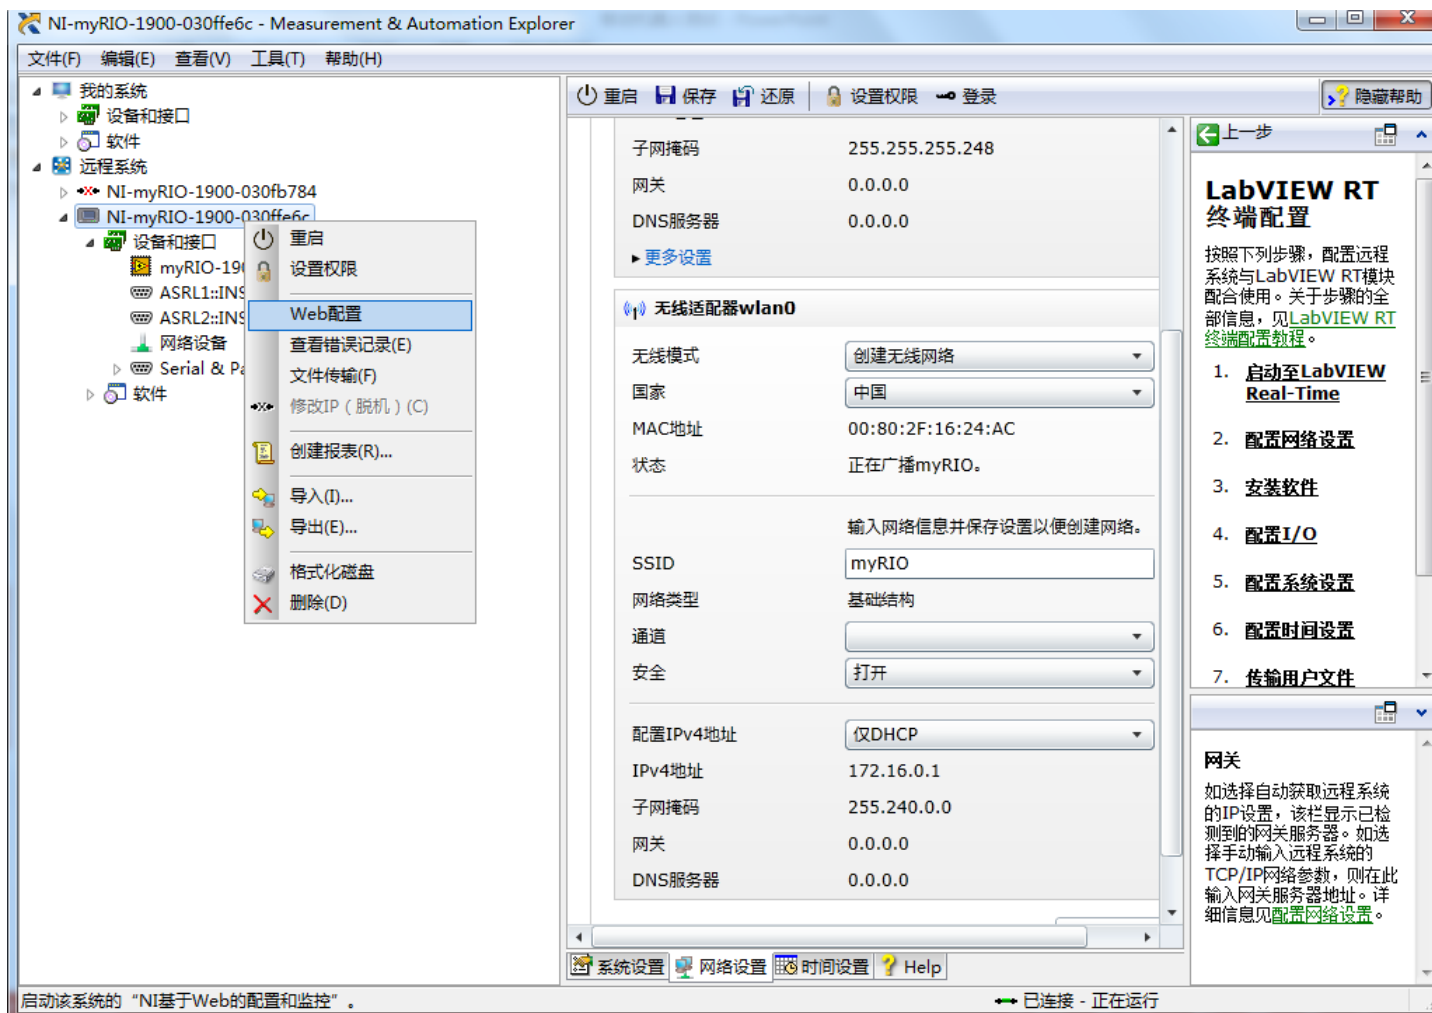 NI-myRIO-1900-030ffe6c - Measurement & Automation Explorer
文件(F) 编辑(E) 查看(V) 工具(T) 帮助(H)
我的系统
设备和接口
软件
远程系统
NI-myRIO-1900-030fb784
NI-myRIO-1900-030ffe6c
设备和接口
myRIO-19
ASRL1::INS
ASRL2::INS
网络设备
Serial & Pa
软件
重启
设置权限
Web配置
查看错误记录(E)
文件传输(F)
修改IP（脱机）(C)
创建报表(R)...
导入(I)...
导出(E)...
格式化磁盘
删除(D)
重启 保存 还原 设置权限 登录 隐藏帮助
子网掩码 255.255.255.248
网关 0.0.0.0
DNS服务器 0.0.0.0
更多设置
无线适配器wlan0
无线模式 创建无线网络
国家 中国
MAC地址 00:80:2F:16:24:AC
状态 正在广播myRIO。
输入网络信息并保存设置以便创建网络。
SSID myRIO
网络类型 基础结构
通道
安全 打开
配置IPv4地址 仅DHCP
IPv4地址 172.16.0.1
子网掩码 255.240.0.0
网关 0.0.0.0
DNS服务器 0.0.0.0
系统设置 网络设置 时间设置 Help
上一步
LabVIEW RT
终端配置
按照下列步骤，配置远程
系统与LabVIEW RT模块
配合使用。关于步骤的全
部信息，见LabVIEW RT
终端配置教程。
1. 启动至LabVIEW
Real-Time
2. 配置网络设置
3. 安装软件
4. 配置I/O
5. 配置系统设置
6. 配置时间设置
7. 传输用户文件
网关
如选择自动获取远程系统
的IP设置，该栏显示已检
测到的网关服务器。如选
择手动输入远程系统的
TCP/IP网络参数，则在此
输入网关服务器地址。详
细信息见配置网络设置。
启动该系统的“NI基于Web的配置和监控”。
已连接 - 正在运行